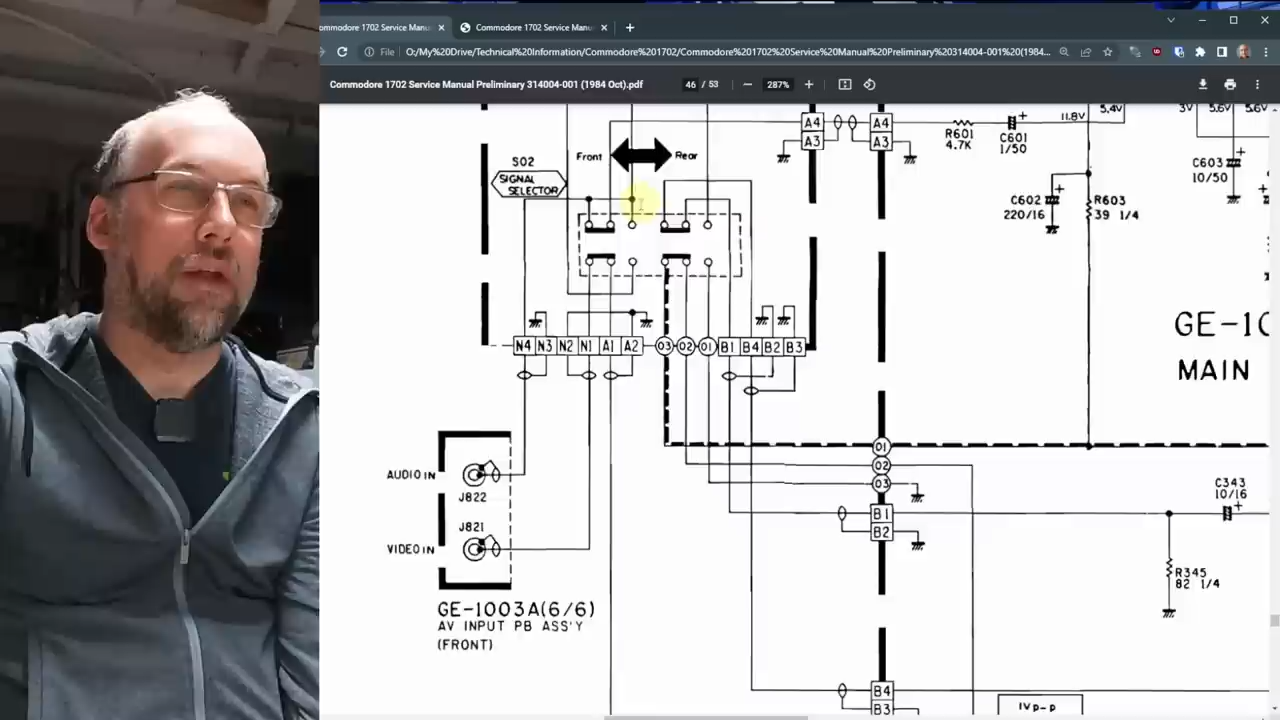 ommodore 1702 Service Manu
Commodore 1702 Service Manu
File
O:/My%20Drive/Technical%20Information/Commodore%201702/Commodore%201702%20Service%20Manual%20Preliminary%20314004-001%20(1984...
Commodore 1702 Service Manual Preliminary 314004-001 (1984 Oct).pdf
46 / 53
287%
S02
SIGNAL
SELECTOR
Front
Rear
A4
A3
A4
A3
R601
4.7K
C601
1/50
11.8V
5.4V
3V
5.6V
5.6V
C603
10/50
C602
220/16
R603
39 1/4
N4 N3 N2 N1 A1 A2 03 02 01 B1 B4 B2 B3
GE-10
MAIN
01
02
03
B1
B2
C343
10/16
R345
82 1/4
AUDIO IN
J822
J821
VIDEO IN
GE-1003A(6/6)
AV INPUT PB ASS'Y
(FRONT)
B4
B3
1Vp-p